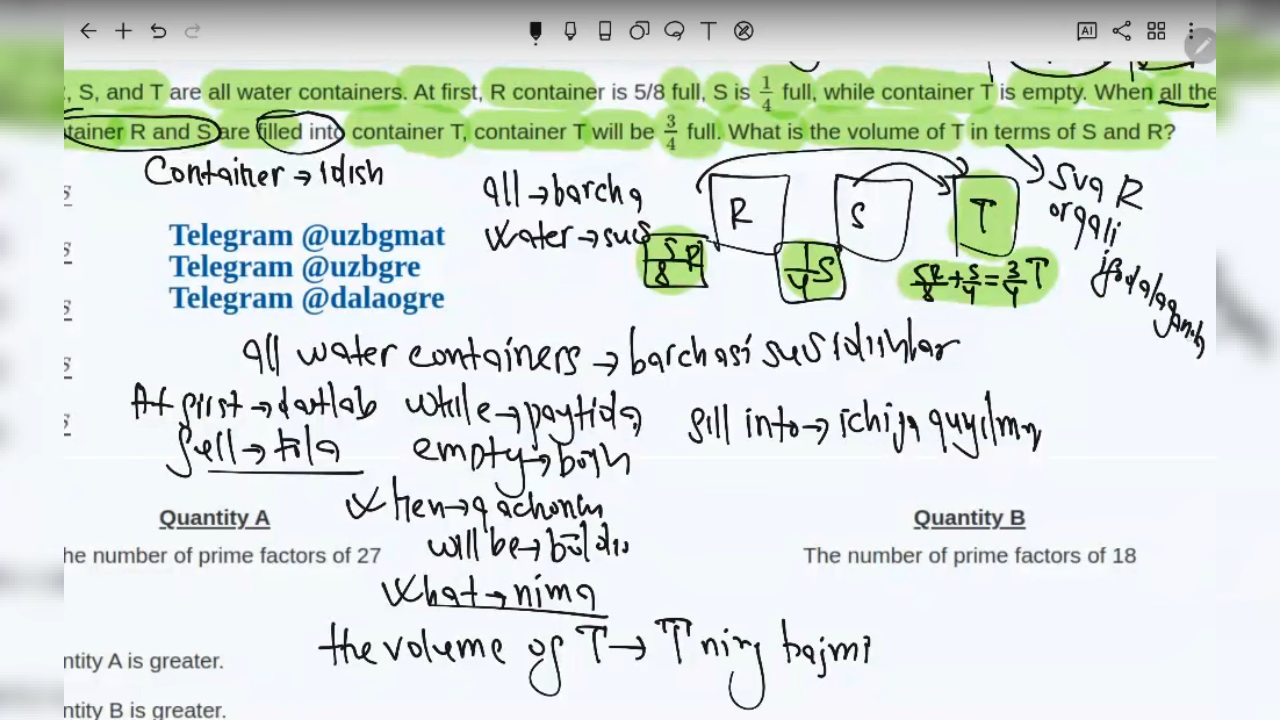 , S, and T are all water containers. At first, R container is 5/8 full, S is 1/4 full, while container T is empty. When all the
tainer R and S are filled into container T, container T will be 3/4 full. What is the volume of T in terms of S and R?
Container → Idish
all → barcha
water → suv
R
S
T
5/8 R
1/4 S
5R/8 + S/4 = 3/4 T
S va R
orqali
ifodalaganih
S
S
S
S
S
Telegram @uzbgmat
Telegram @uzbgre
Telegram @dalaogre
all water containers → barchasi suv idishlar
At first → dastlab
while → paytida
fill into → ichiga quyilmoq
full → tola
empty → bo'sh
When → qachonki
will be → bo'ldi
What → nima
Quantity A
Quantity B
he number of prime factors of 27
The number of prime factors of 18
the volume of T → T ning hajmi
ntity A is greater.
ntity B is greater.